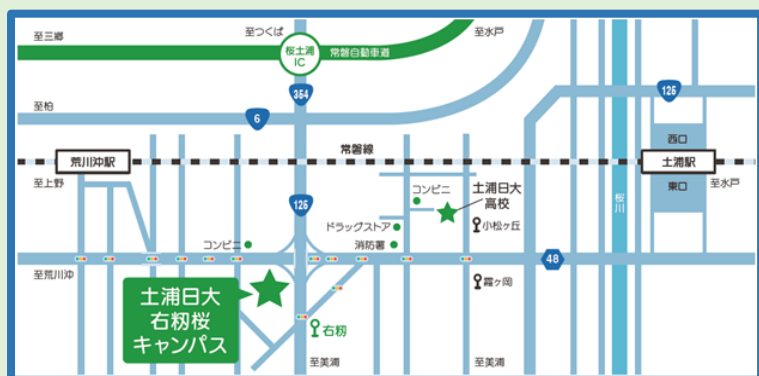 至つくば
至水戸
至三郷
桜土浦
IC
常磐自動車道
354
125
至柏
6
西口
荒川沖駅
常磐線
土浦駅
至上野
東口
至水戸
コンビニ
土浦日大
高校
桜川
125
ドラッグストア
小松ヶ丘
コンビニ
消防署
48
至荒川沖
霞ヶ岡
土浦日大
右籾桜
キャンパス
右籾
至美浦
至美浦